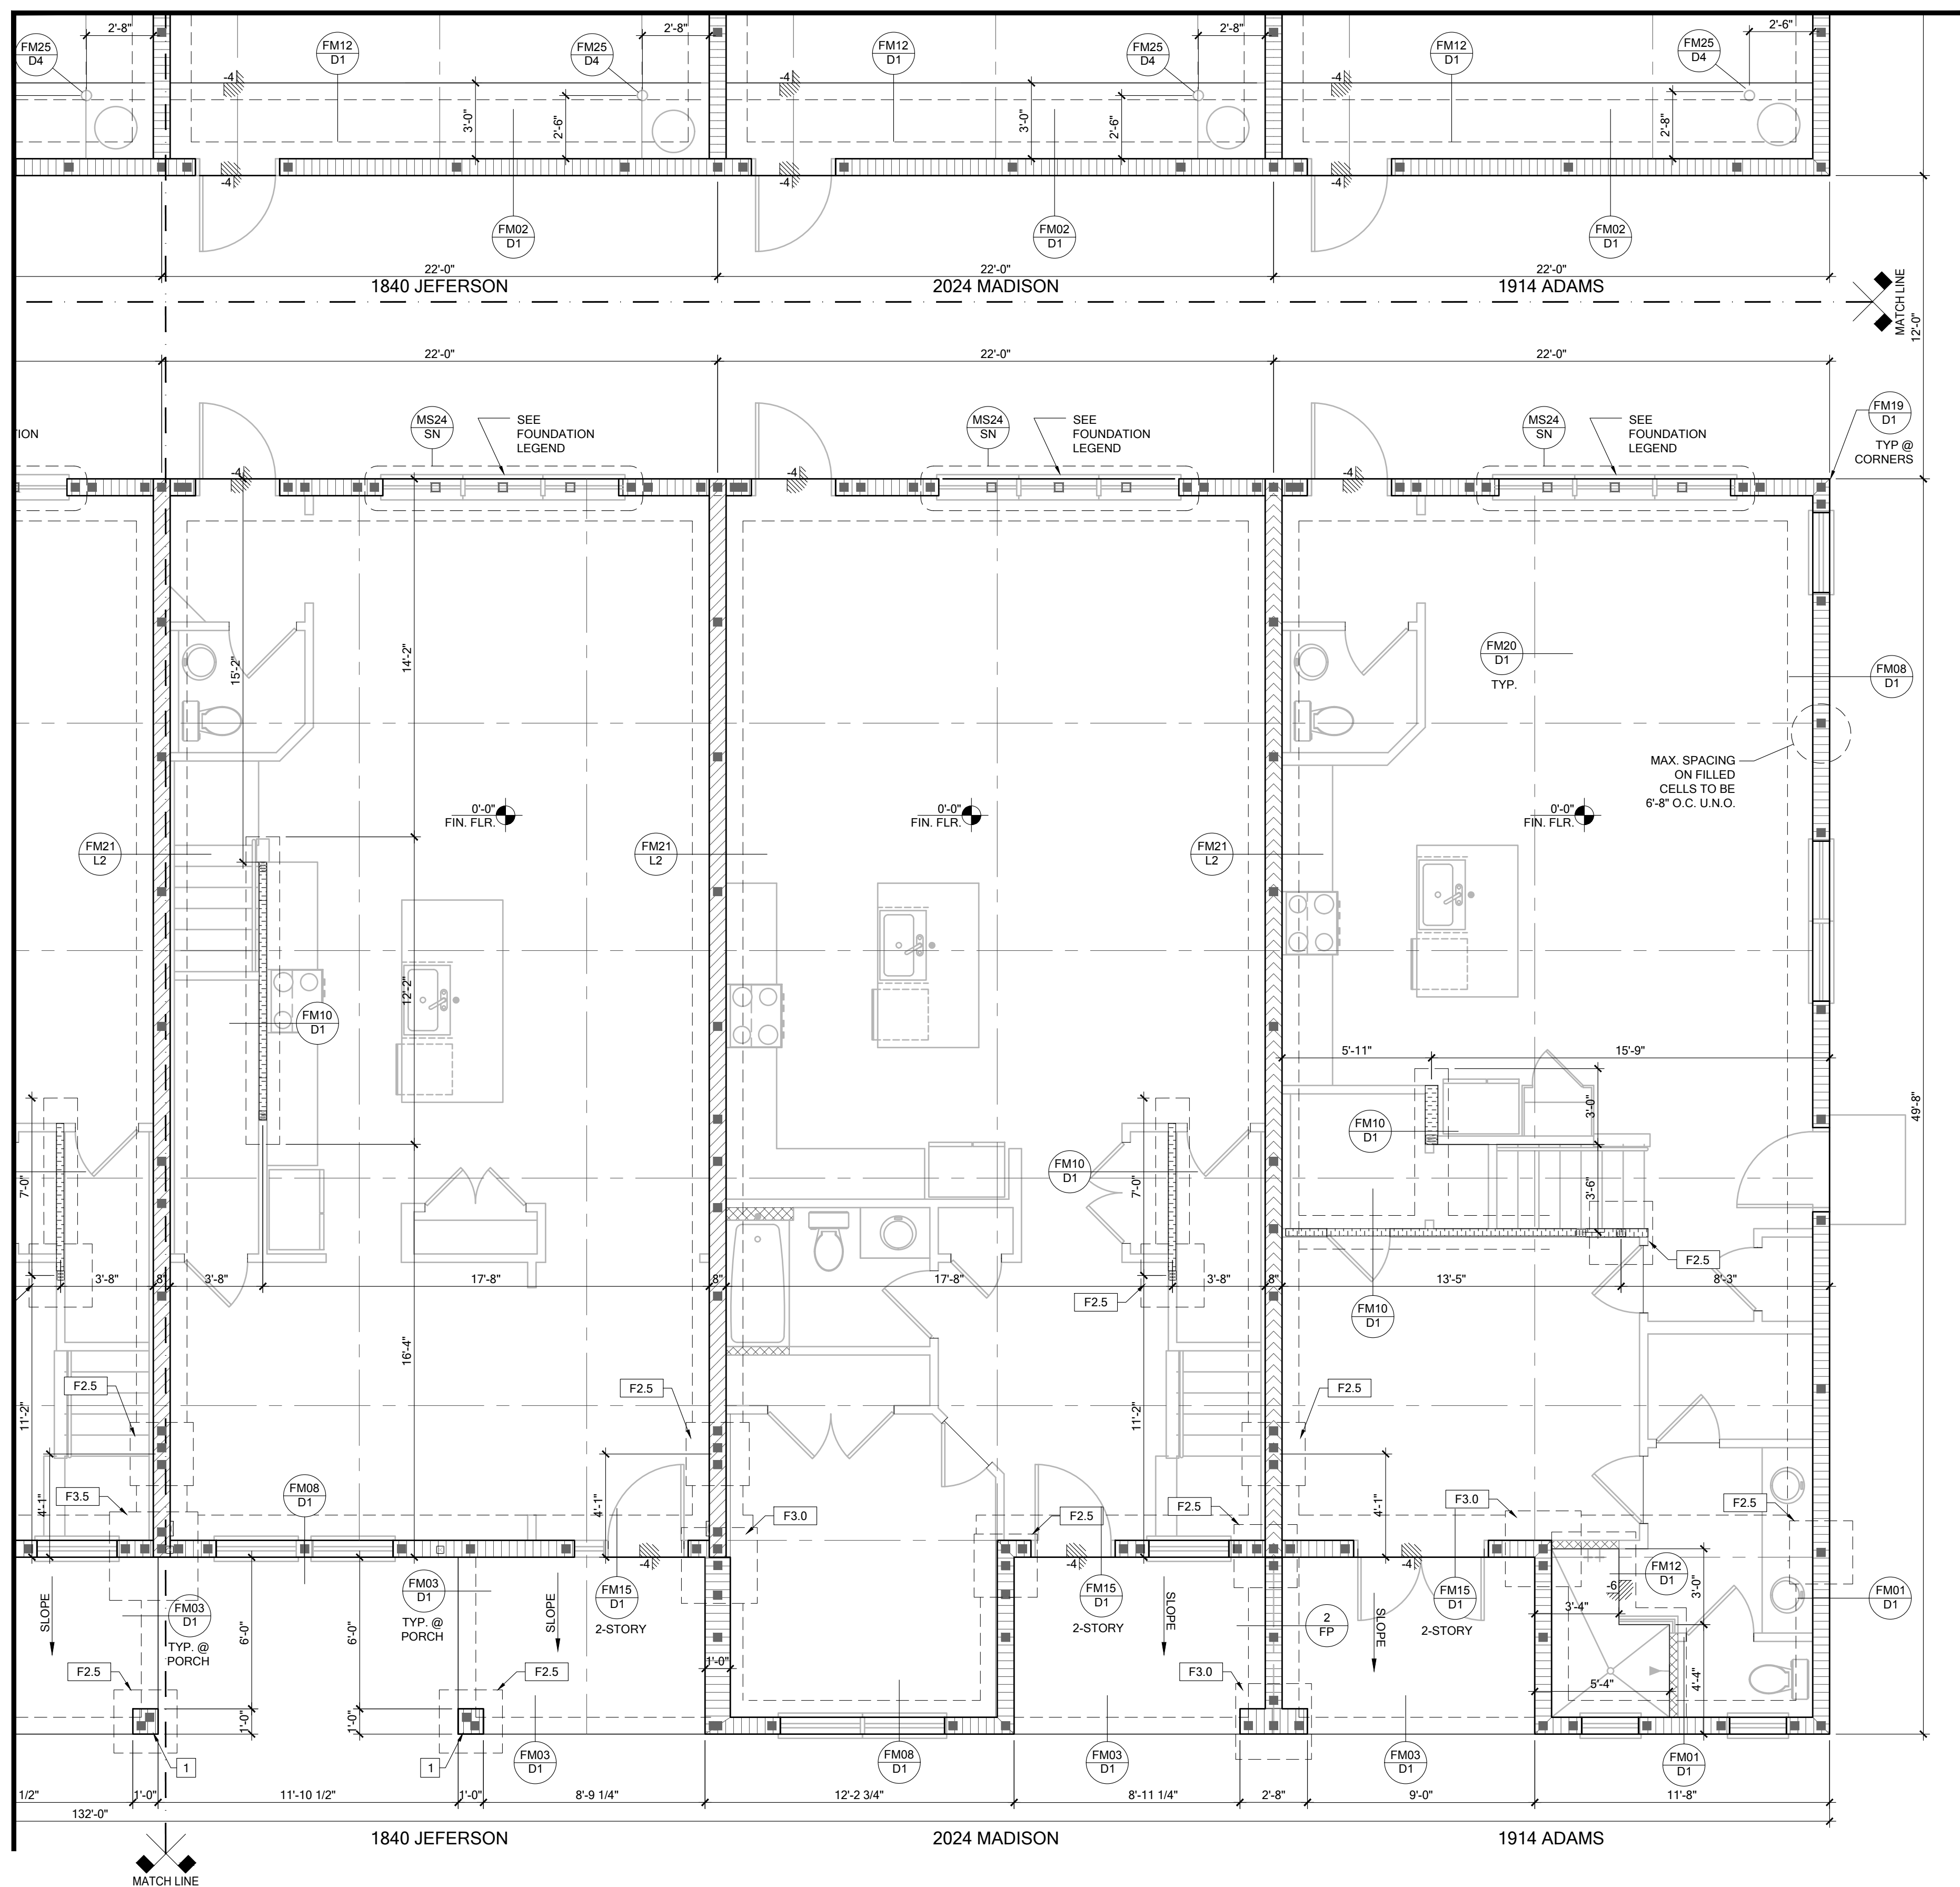 2'-8"
2'-8"
2'-8"
2'-6"
FM25
D4
FM12
D1
FM25
D4
FM12
D1
FM25
D4
FM12
D1
FM25
D4
-4
-4
-4
3'-0"
2'-6"
3'-0"
2'-6"
2'-8"
-4
-4
-4
FM02
D1
FM02
D1
FM02
D1
22'-0"
22'-0"
22'-0"
1840 JEFERSON
2024 MADISON
1914 ADAMS
MATCH LINE
12'-0"
22'-0"
22'-0"
22'-0"
MS24
SN
SEE
FOUNDATION
LEGEND
MS24
SN
SEE
FOUNDATION
LEGEND
MS24
SN
SEE
FOUNDATION
LEGEND
FM19
D1
TYP @
CORNERS
-4
-4
-4
15'-2"
14'-2"
FM20
D1
TYP.
FM08
D1
MAX. SPACING
ON FILLED
CELLS TO BE
6'-8" O.C. U.N.O.
0'-0"
FIN. FLR.
0'-0"
FIN. FLR.
0'-0"
FIN. FLR.
FM21
L2
FM21
L2
FM21
L2
12'-2"
FM10
D1
5'-11"
15'-9"
3'-0"
49'-8"
FM10
D1
7'-0"
FM10
D1
7'-0"
3'-6"
F2.5
3'-8"
8"
3'-8"
17'-8"
8"
17'-8"
3'-8"
8"
13'-5"
8'-3"
F2.5
FM10
D1
16'-4"
F2.5
F2.5
F2.5
11'-2"
11'-2"
FM08
D1
F3.5
4'-1"
4'-1"
F3.0
F2.5
F2.5
4'-1"
F3.0
F2.5
-4
-4
-4
SLOPE
FM03
D1
TYP. @
PORCH
FM03
D1
TYP. @
PORCH
SLOPE
FM15
D1
2-STORY
FM15
D1
2-STORY
SLOPE
2
FP
SLOPE
FM15
D1
2-STORY
-6
FM12
D1
3'-0"
3'-4"
FM01
D1
6'-0"
6'-0"
F2.5
F2.5
1'-0"
F3.0
5'-4"
4'-4"
1'-0"
1'-0"
1
1
FM03
D1
FM08
D1
FM03
D1
FM03
D1
FM01
D1
1/2"
1'-0"
11'-10 1/2"
1'-0"
8'-9 1/4"
12'-2 3/4"
8'-11 1/4"
2'-8"
9'-0"
11'-8"
132'-0"
1840 JEFERSON
2024 MADISON
1914 ADAMS
MATCH LINE